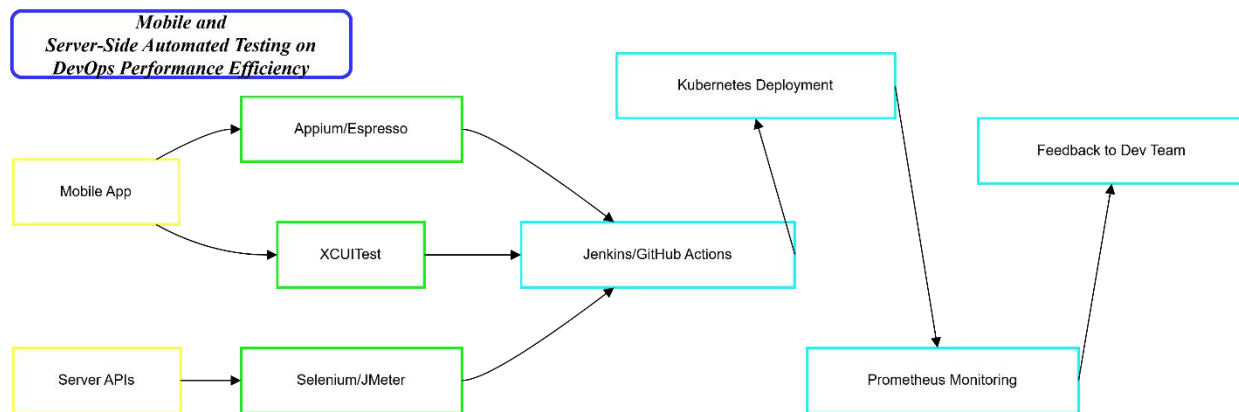 Mobile and
Server-Side Automated Testing on
DevOps Performance Efficiency
Kubernetes Deployment
Appium/Espresso
Feedback to Dev Team
Mobile App
XCUITest
Jenkins/GitHub Actions
Server APIs
Selenium/JMeter
Prometheus Monitoring